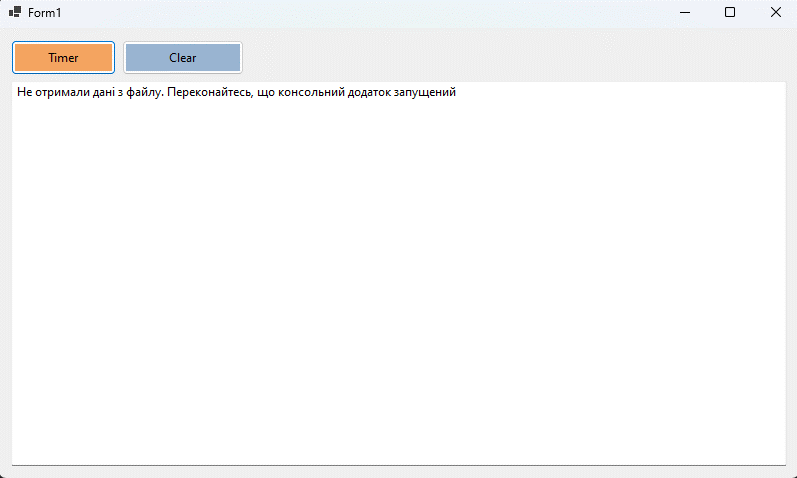 Form1
Timer
Clear
Не отримали дані з файлу. Переконайтесь, що консольний додаток запущений